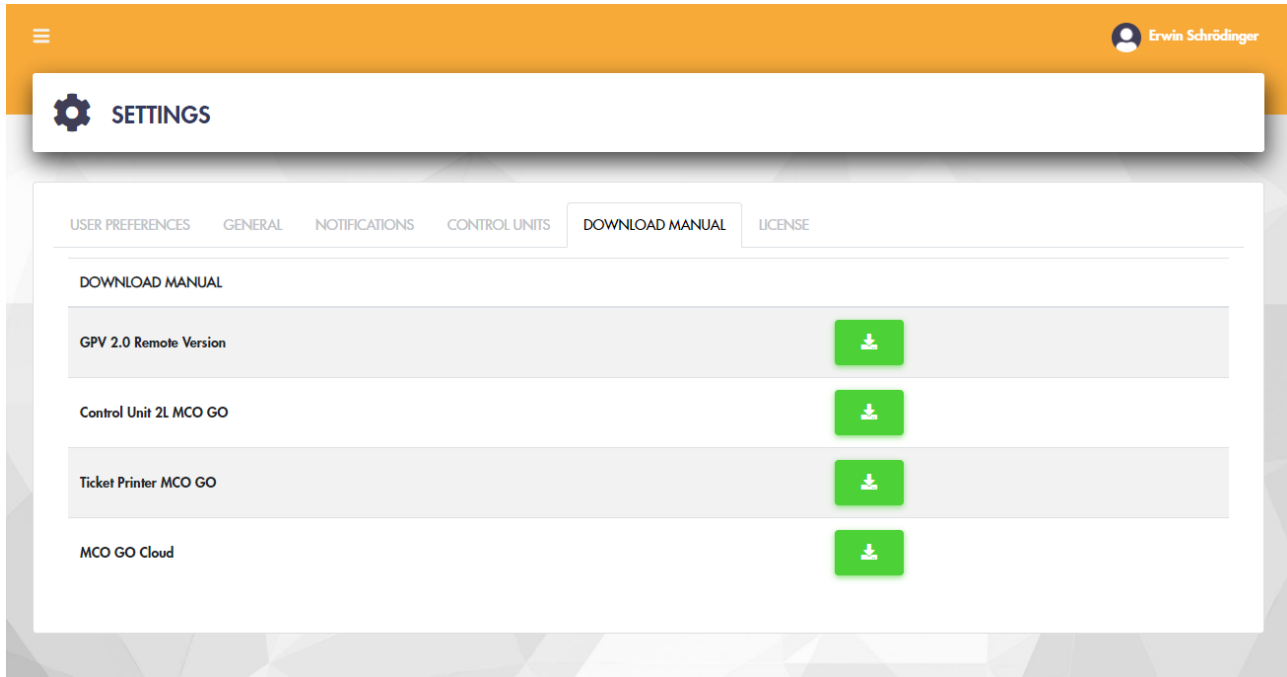 Erwin Schrödinger
SETTINGS
USER PREFERENCES GENERAL NOTIFICATIONS CONTROL UNITS DOWNLOAD MANUAL LICENSE
DOWNLOAD MANUAL
GPV 2.0 Remote Version
Control Unit 2L MCO GO
Ticket Printer MCO GO
MCO GO Cloud